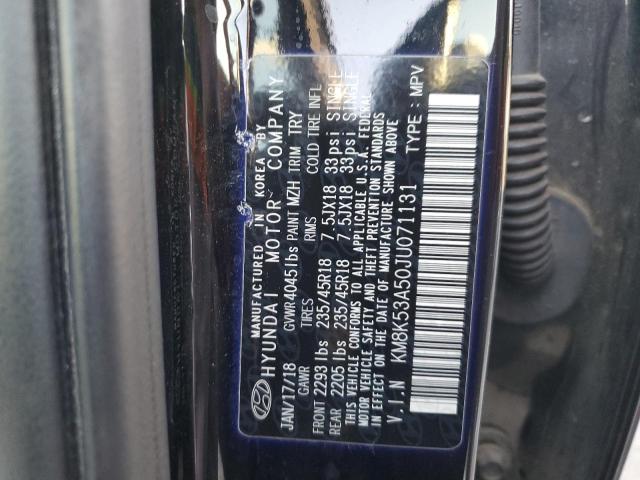 MANUFACTURED IN KOREA BY
HYUNDAI MOTOR COMPANY
JAN/17/18 GVWR 4045lbs PAINT MZH TRIM TRY
GAWR TIRES RIMS COLD TIRE INFL
FRONT 2293 lbs 235/45R18 7.5JX18 33psi SINGLE
REAR 2205 lbs 235/45R18 7.5JX18 33psi SINGLE
THIS VEHICLE CONFORMS TO ALL APPLICABLE U.S.A. FEDERAL
MOTOR VEHICLE SAFETY AND THEFT PREVENTION STANDARDS
IN EFFECT ON THE DATE OF MANUFACTURE SHOWN ABOVE
V.I.N KM8K53A50JU071131 TYPE : MPV